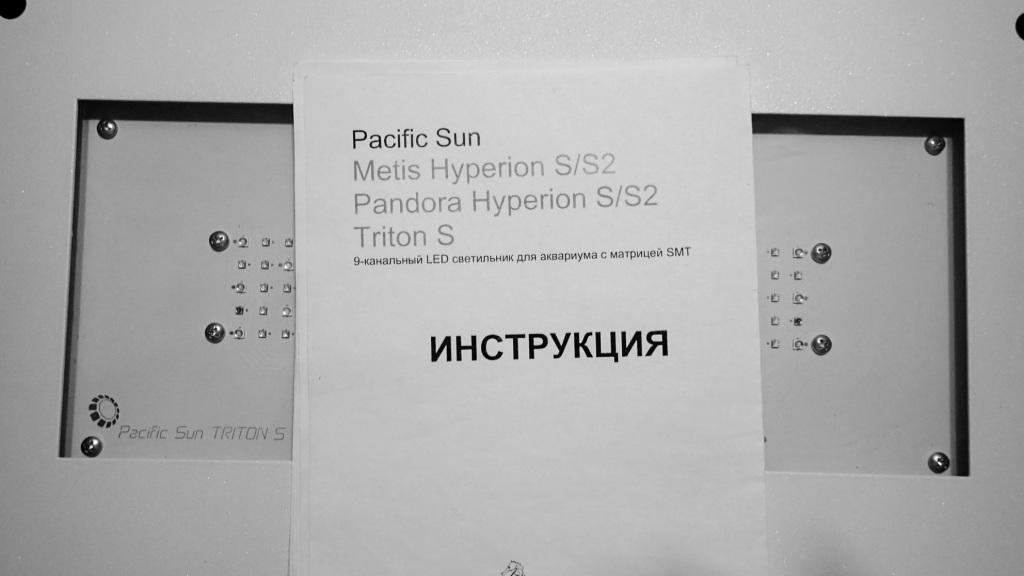 Pacific Sun
Metis Hyperion S/S2
Pandora Hyperion S/S2
Triton S
9-канальный LED светильник для аквариума с матрицей SMT
ИНСТРУКЦИЯ
Pacific Sun TRITON S